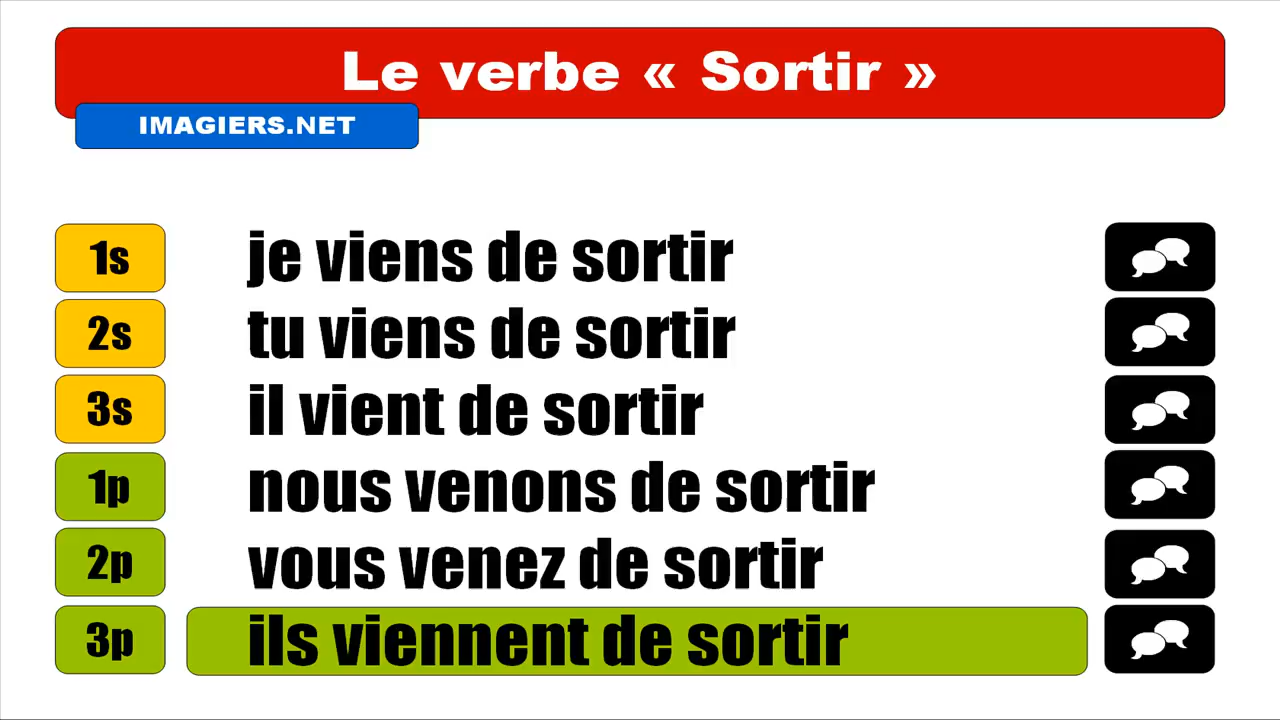 Le verbe « Sortir »
IMAGIERS.NET
1s je viens de sortir
2s tu viens de sortir
3s il vient de sortir
1p nous venons de sortir
2p vous venez de sortir
3p ils viennent de sortir